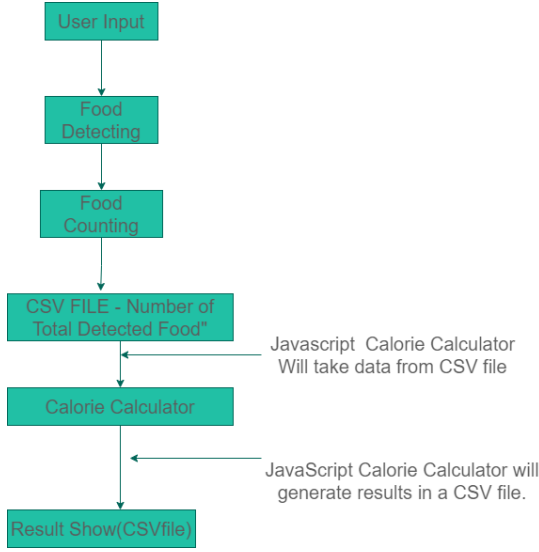 User Input
Food
Detecting
Food
Counting
CSV FILE - Number of
Total Detected Food"
Javascript Calorie Calculator
Will take data from CSV file
Calorie Calculator
JavaScript Calorie Calculator will
generate results in a CSV file.
Result Show(CSVfile)